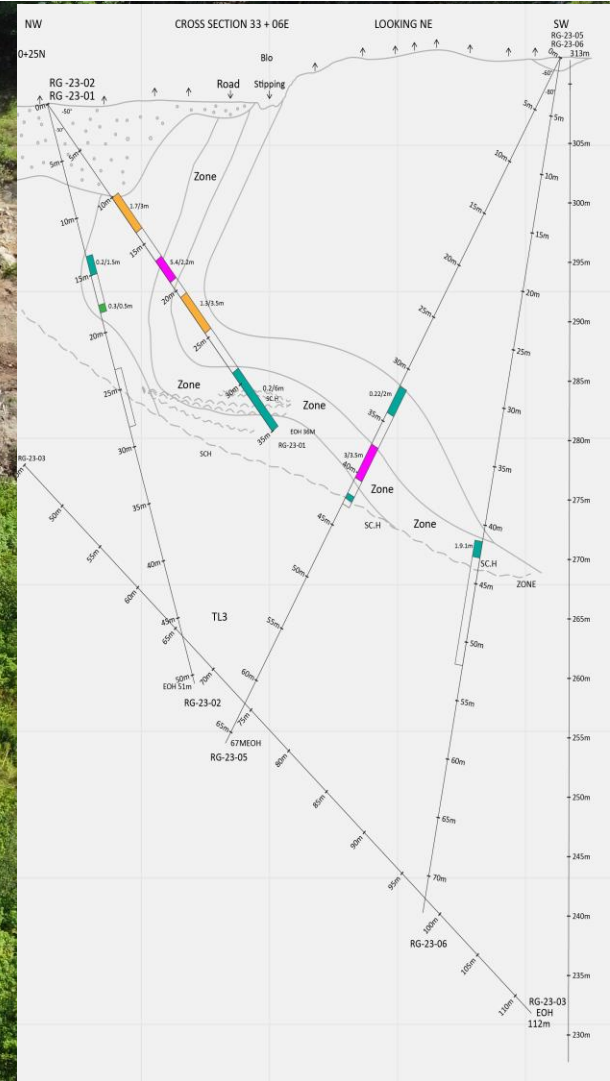 NW
CROSS SECTION 33 + 06E
LOOKING NE
SW
RG-23-05
RG-23-06
0+25N
0m
313m
-60°
-80°
Blo
Road
Stipping
RG -23-02
RG -23-01
0m
-50°
5m
5m
5m
5m
305m
10m
10m
300m
Zone
10m
1.7/3m
10m
15m
15m
295m
15m
0.2/1.5m
15m
5.4/2.2m
20m
20m
290m
0.3/0.5m
20m
1.3/3.5m
20m
25m
25m
25m
285m
30m
Zone
0.2/6m
SC.H
30m
0.22/2m
30m
25m
Zone
35m
EOH 36M
35m
RG-23-01
280m
30m
SCH
3/3.5m
40m
35m
RG-23-03
Zone
275m
50m
35m
45m
SC.H
Zone
40m
1.9.1m
SC.H
270m
55m
40m
50m
45m
ZONE
60m
45m
TL3
55m
265m
65m
50m
50m
EOH 51m
70m
60m
260m
RG-23-02
75m
65m
55m
67MEOH
RG-23-05
255m
80m
60m
250m
85m
65m
245m
90m
95m
70m
240m
100m
RG-23-06
105m
235m
110m
RG-23-03
EOH
112m
230m